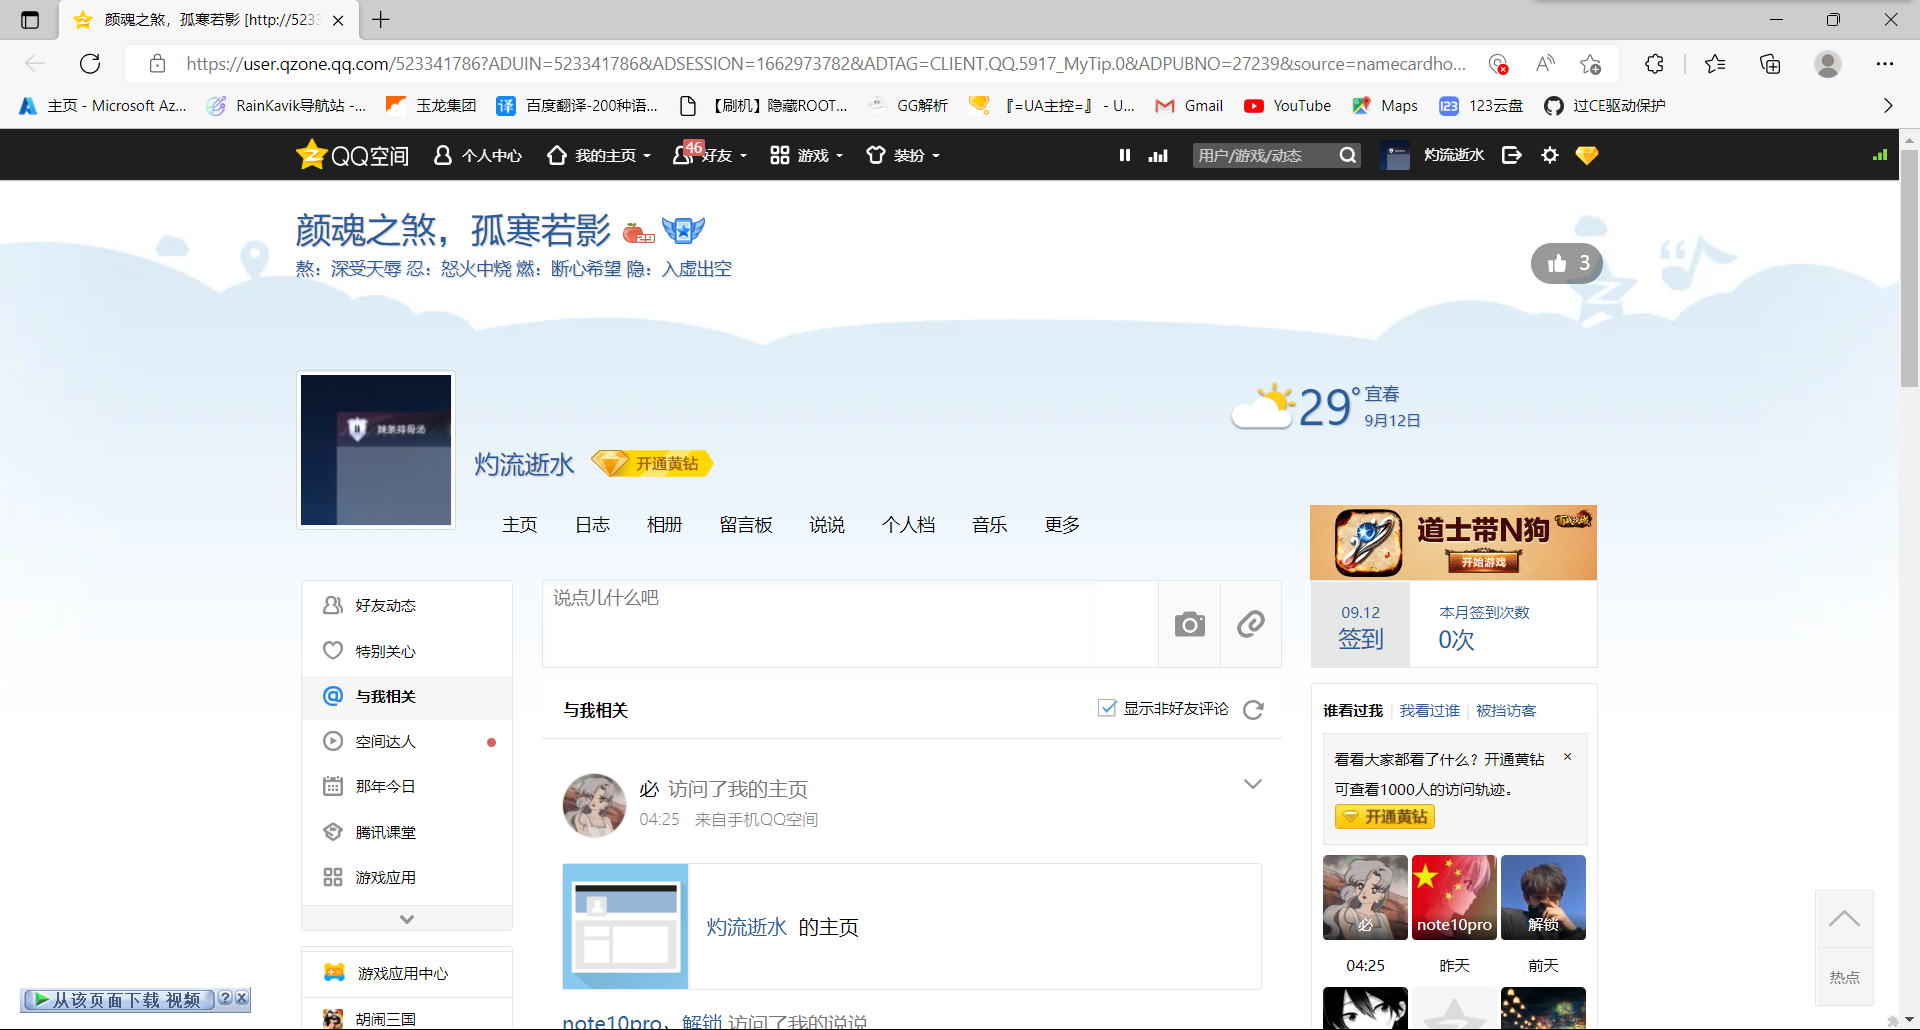 颜魂之煞，孤寒若影 [http://5233
https://user.qzone.qq.com/523341786?ADUIN=523341786&ADSESSION=1662973782&ADTAG=CLIENT.QQ.5917_MyTip.0&ADPUBNO=27239&source=namecardho...
主页 - Microsoft Az...
RainKavik导航站 -...
玉龙集团
译
百度翻译-200种语...
【刷机】隐藏ROOT...
GG解析
『=UA主控=』 - U...
Gmail
YouTube
Maps
123
123云盘
过CE驱动保护
QQ空间
个人中心
我的主页
46
好友
游戏
装扮
用户/游戏/动态
灼流逝水
颜魂之煞，孤寒若影
熬：深受天辱 忍：怒火中烧 燃：断心希望 隐：入虚出空
3
29°
宜春
9月12日
灼流逝水
开通黄钻
主页
日志
相册
留言板
说说
个人档
音乐
更多
道士带N狗
开始游戏
好友动态
特别关心
与我相关
空间达人
那年今日
腾讯课堂
游戏应用
游戏应用中心
胡闹三国
说点儿什么吧
09.12
签到
本月签到次数
0次
与我相关
显示非好友评论
必 访问了我的主页
04:25 来自手机QQ空间
灼流逝水 的主页
note10pro、解锁 访问了我的说说
谁看过我
我看过谁
被挡访客
看看大家都看了什么？开通黄钻
可查看1000人的访问轨迹。
开通黄钻
必
note10pro
解锁
04:25
昨天
前天
热点
从该页面下载 视频